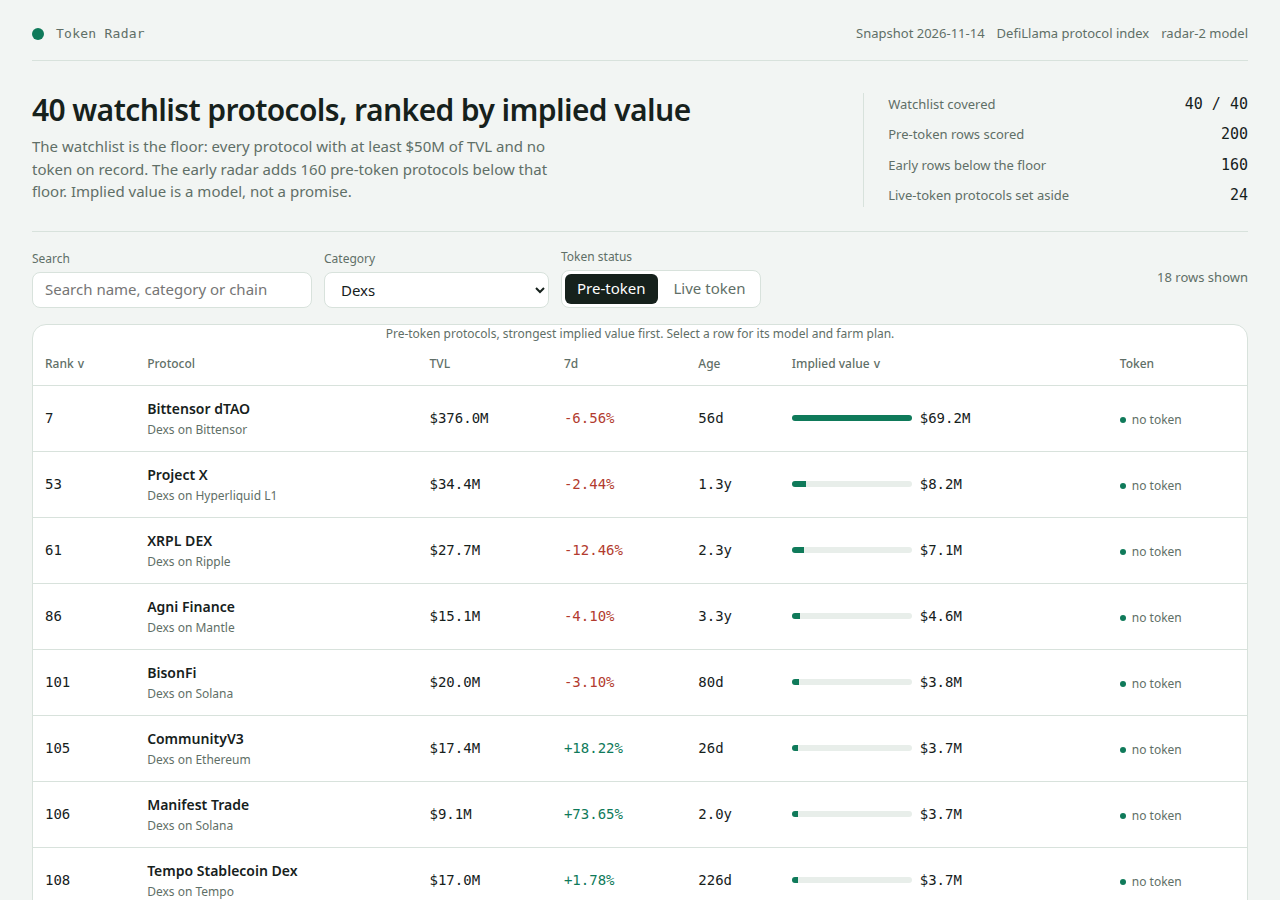 Token Radar
Snapshot 2026-11-14 DefiLlama protocol index radar-2 model
40 watchlist protocols, ranked by implied value
The watchlist is the floor: every protocol with at least $50M of TVL and no
token on record. The early radar adds 160 pre-token protocols below that
floor. Implied value is a model, not a promise.
Watchlist covered 40 / 40
Pre-token rows scored 200
Early rows below the floor 160
Live-token protocols set aside 24
Search
Search name, category or chain
Category
Dexs
Token status
Pre-token Live token
18 rows shown
Pre-token protocols, strongest implied value first. Select a row for its model and farm plan.
Rank v Protocol TVL 7d Age Implied value v Token
7 Bittensor dTAO $376.0M -6.56% 56d $69.2M no token
Dexs on Bittensor
53 Project X $34.4M -2.44% 1.3y $8.2M no token
Dexs on Hyperliquid L1
61 XRPL DEX $27.7M -12.46% 2.3y $7.1M no token
Dexs on Ripple
86 Agni Finance $15.1M -4.10% 3.3y $4.6M no token
Dexs on Mantle
101 BisonFi $20.0M -3.10% 80d $3.8M no token
Dexs on Solana
105 CommunityV3 $17.4M +18.22% 26d $3.7M no token
Dexs on Ethereum
106 Manifest Trade $9.1M +73.65% 2.0y $3.7M no token
Dexs on Solana
108 Tempo Stablecoin Dex $17.0M +1.78% 226d $3.7M no token
Dexs on Tempo